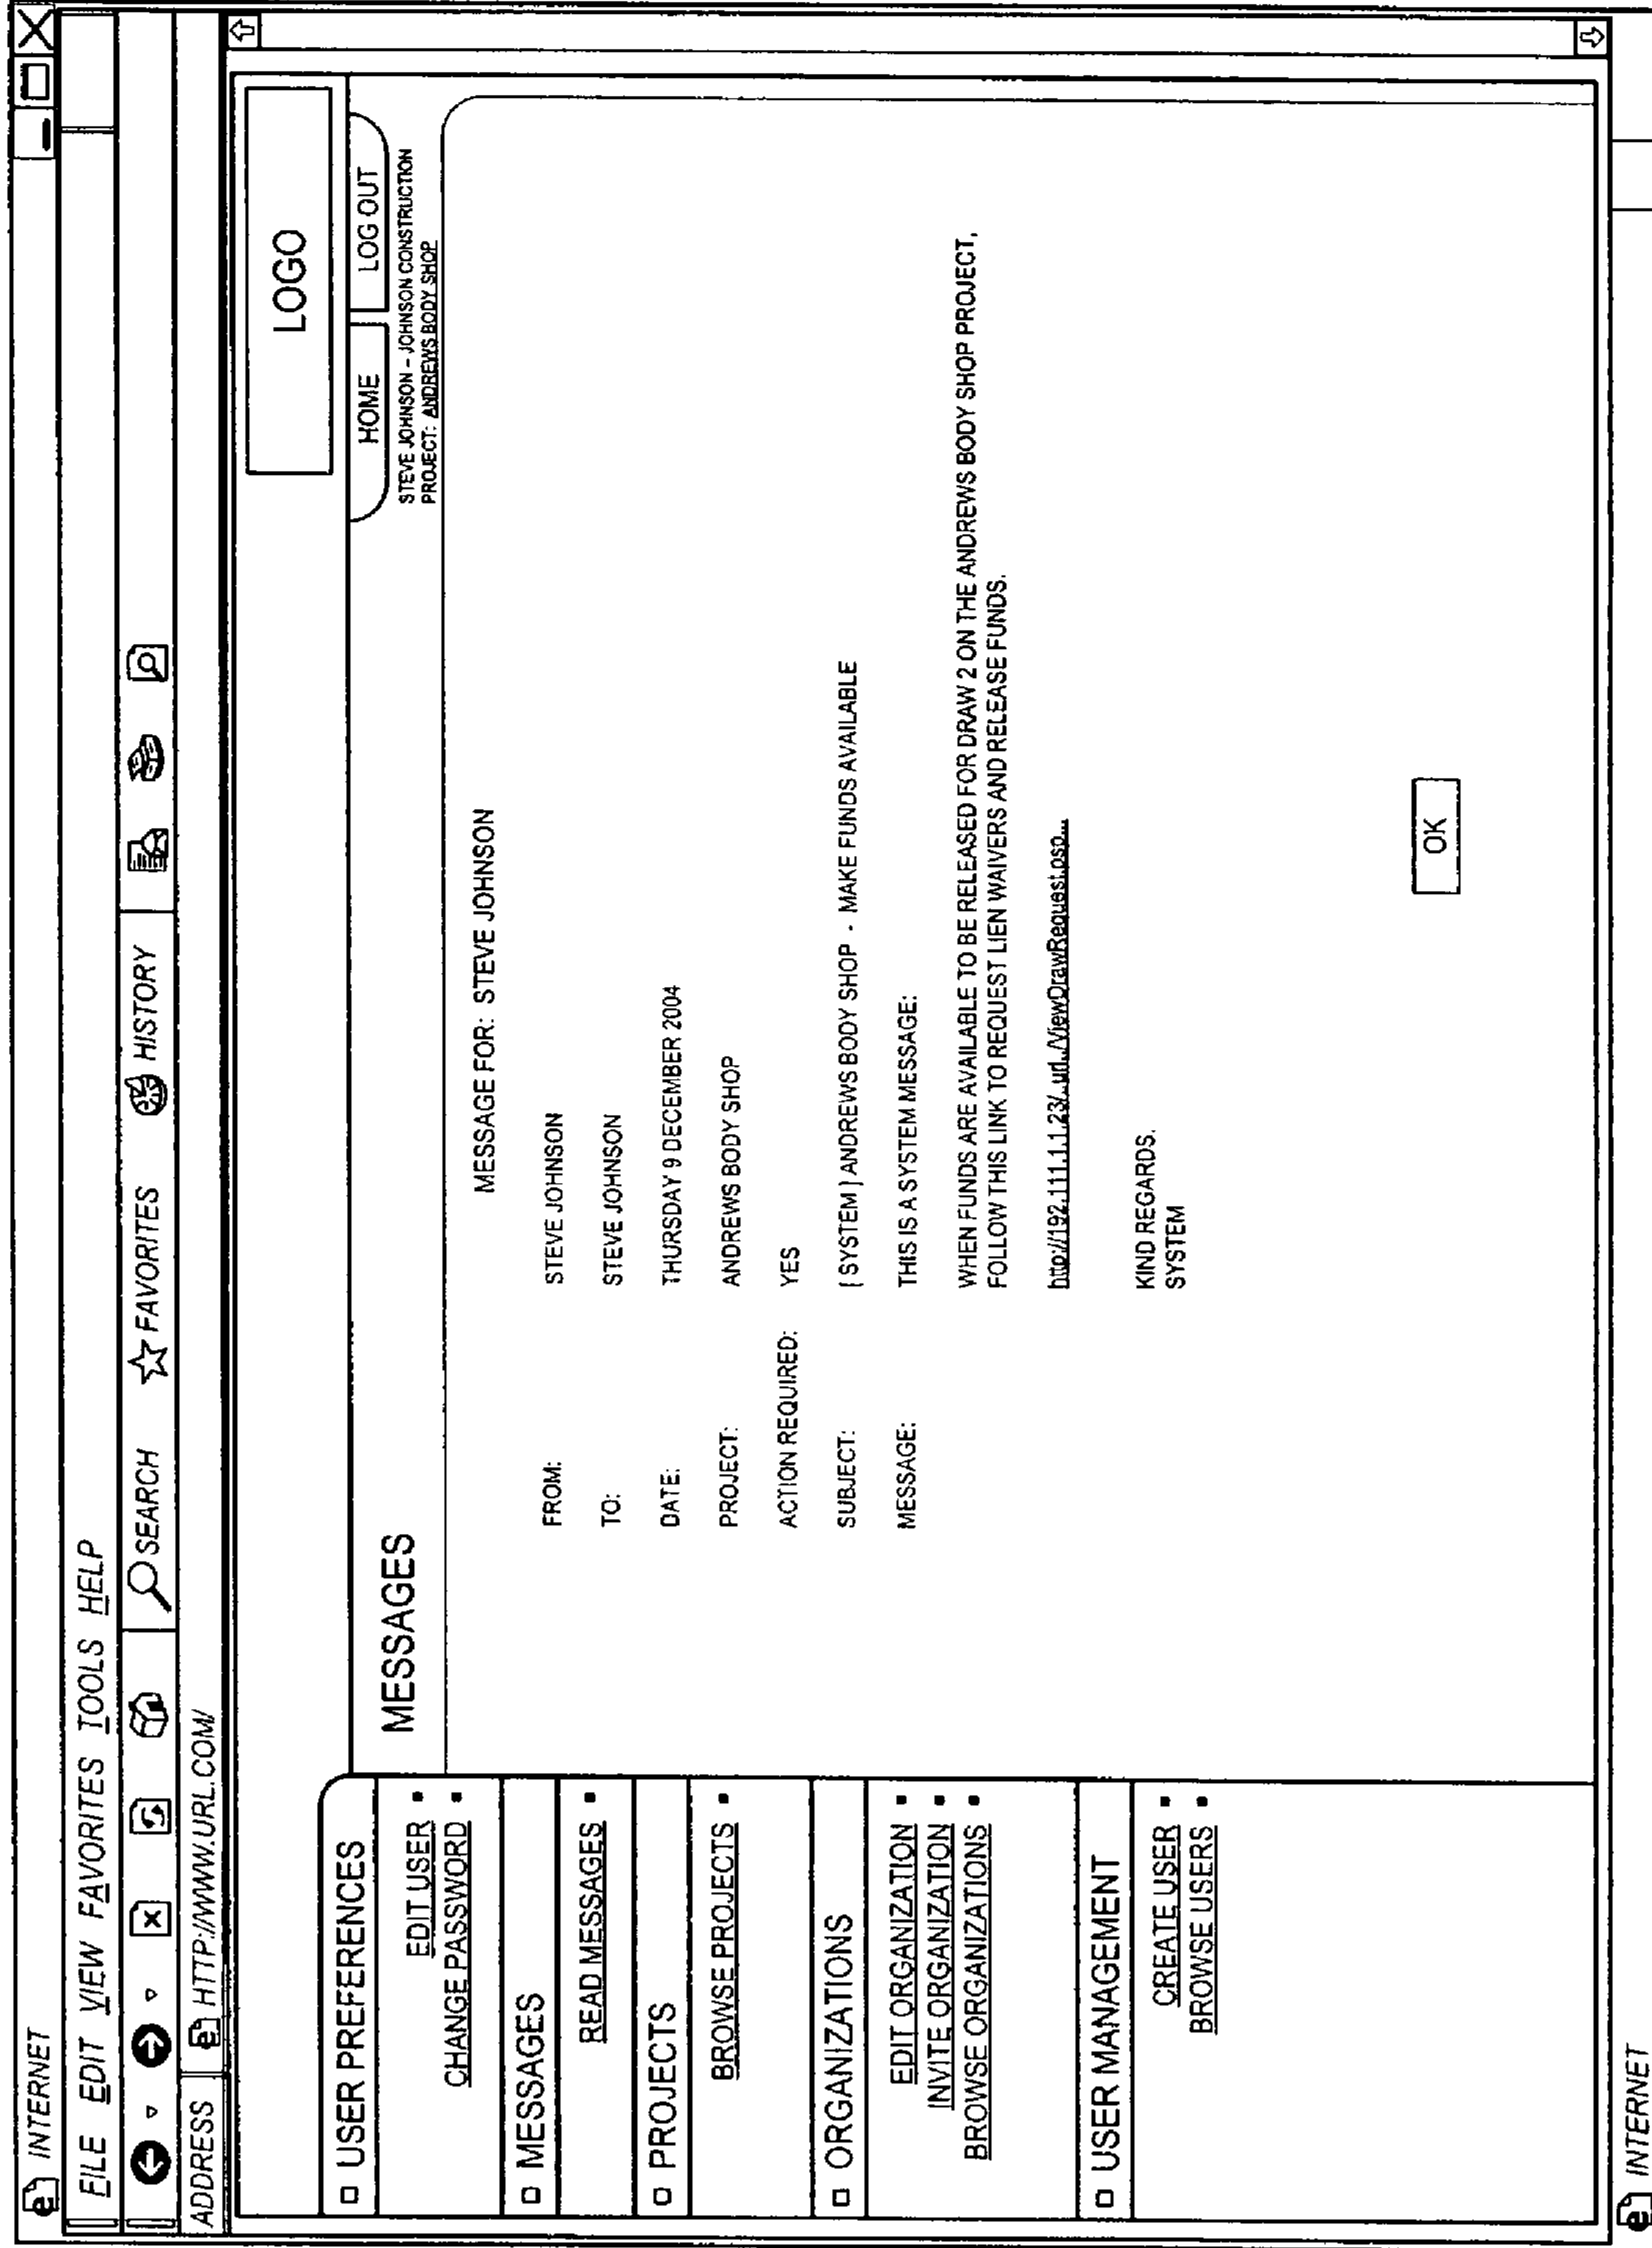 INTERNET
FILE EDIT VIEW FAVORITES TOOLS HELP
SEARCH FAVORITES HISTORY
ADDRESS HTTP://WWW.URL.COM/
LOGO
HOME LOG OUT
STEVE JOHNSON – JOHNSON CONSTRUCTION
PROJECT: ANDREWS BODY SHOP
USER PREFERENCES
EDIT USER
CHANGE PASSWORD
MESSAGES
READ MESSAGES
PROJECTS
BROWSE PROJECTS
ORGANIZATIONS
EDIT ORGANIZATION
INVITE ORGANIZATION
BROWSE ORGANIZATIONS
USER MANAGEMENT
CREATE USER
BROWSE USERS
MESSAGES
MESSAGE FOR: STEVE JOHNSON
FROM: STEVE JOHNSON
TO: STEVE JOHNSON
DATE: THURSDAY 9 DECEMBER 2004
PROJECT: ANDREWS BODY SHOP
ACTION REQUIRED: YES
SUBJECT: [ SYSTEM ] ANDREWS BODY SHOP - MAKE FUNDS AVAILABLE
MESSAGE: THIS IS A SYSTEM MESSAGE:
WHEN FUNDS ARE AVAILABLE TO BE RELEASED FOR DRAW 2 ON THE ANDREWS BODY SHOP PROJECT,
FOLLOW THIS LINK TO REQUEST LIEN WAIVERS AND RELEASE FUNDS.
KIND REGARDS.
SYSTEM
OK
INTERNET